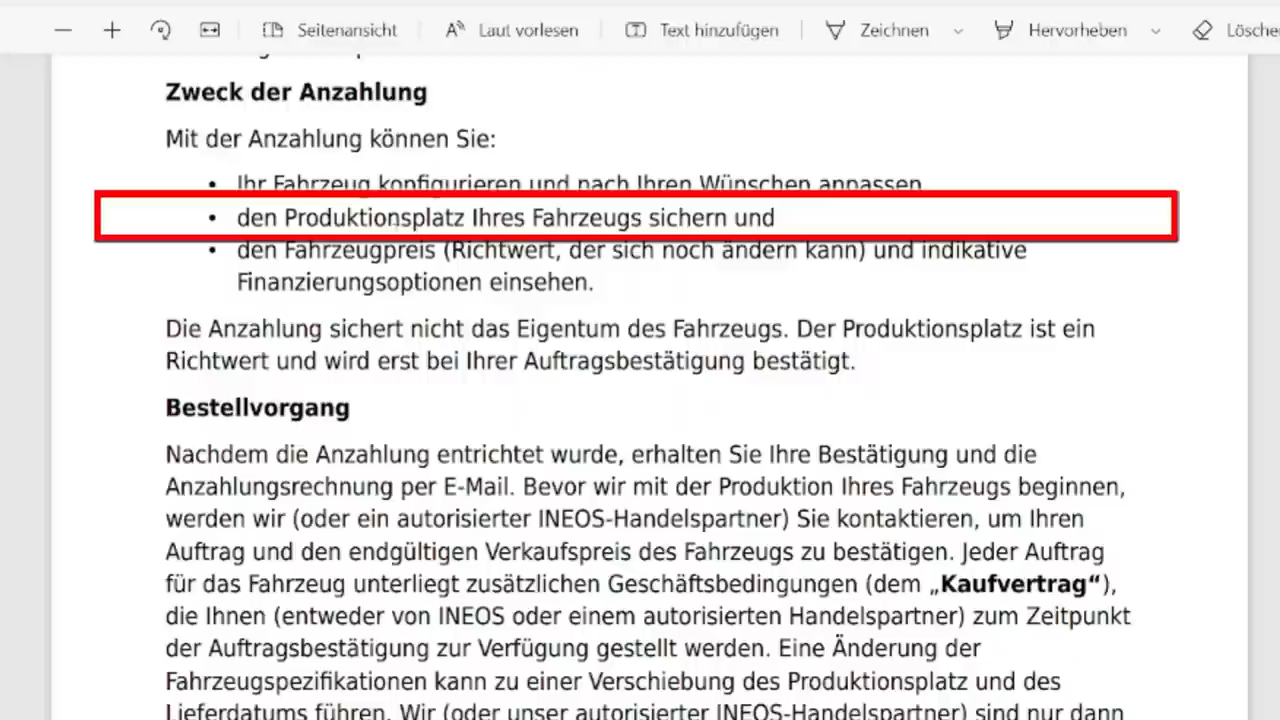 Seitenansicht Laut vorlesen Text hinzufügen Zeichnen Hervorheben Lösche
Zweck der Anzahlung
Mit der Anzahlung können Sie:
• Ihr Fahrzeug konfigurieren und nach Ihren Wünschen anpassen
• den Produktionsplatz Ihres Fahrzeugs sichern und
• den Fahrzeugpreis (Richtwert, der sich noch ändern kann) und indikative
Finanzierungsoptionen einsehen.
Die Anzahlung sichert nicht das Eigentum des Fahrzeugs. Der Produktionsplatz ist ein
Richtwert und wird erst bei Ihrer Auftragsbestätigung bestätigt.
Bestellvorgang
Nachdem die Anzahlung entrichtet wurde, erhalten Sie Ihre Bestätigung und die
Anzahlungsrechnung per E-Mail. Bevor wir mit der Produktion Ihres Fahrzeugs beginnen,
werden wir (oder ein autorisierter INEOS-Handelspartner) Sie kontaktieren, um Ihren
Auftrag und den endgültigen Verkaufspreis des Fahrzeugs zu bestätigen. Jeder Auftrag
für das Fahrzeug unterliegt zusätzlichen Geschäftsbedingungen (dem „Kaufvertrag“),
die Ihnen (entweder von INEOS oder einem autorisierten Handelspartner) zum Zeitpunkt
der Auftragsbestätigung zur Verfügung gestellt werden. Eine Änderung der
Fahrzeugspezifikationen kann zu einer Verschiebung des Produktionsplatz und des
Lieferdatums führen. Wir (oder unser autorisierter INEOS-Handelspartner) sind nur dann